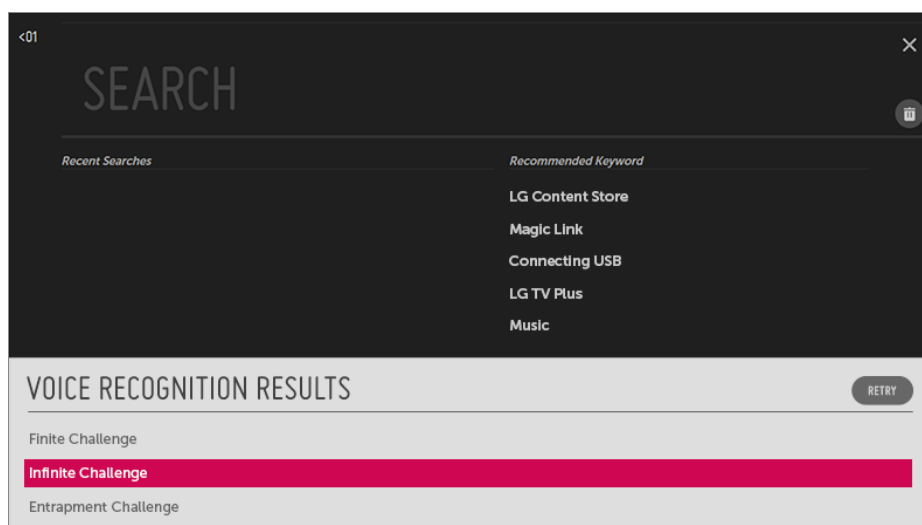 <01
SEARCH
Recent Searches
Recommended Keyword
LG Content Store
Magic Link
Connecting USB
LG TV Plus
Music
VOICE RECOGNITION RESULTS
RETRY
Finite Challenge
Infinite Challenge
Entrapment Challenge